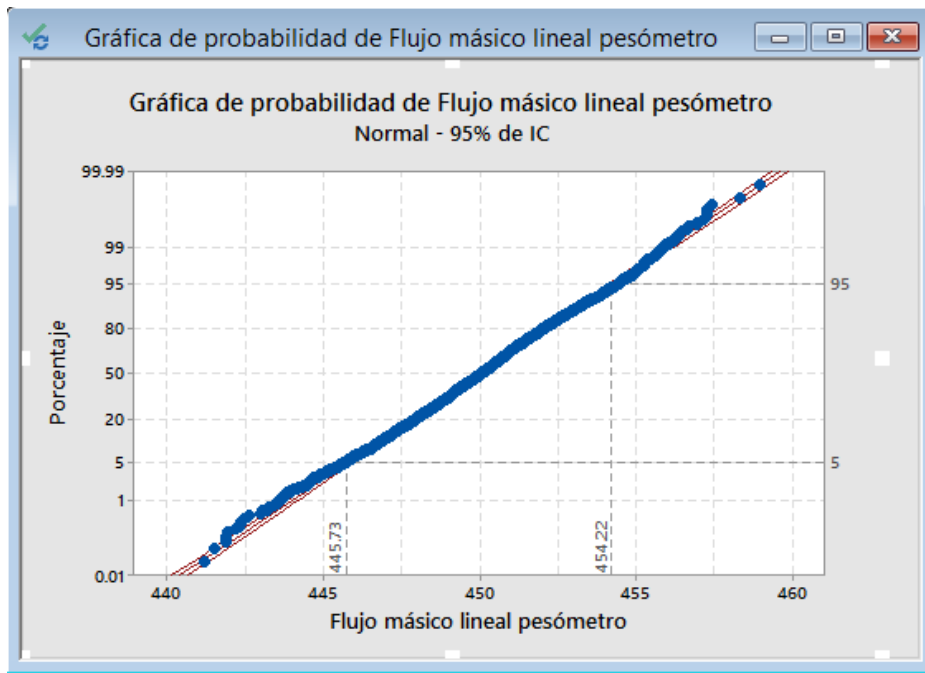 Gráfica de probabilidad de Flujo másico lineal pesómetro
Gráfica de probabilidad de Flujo másico lineal pesómetro
Normal - 95% de IC
99.99
99
95
80
50
20
5
1
0.01
Porcentaje
95
5
445.73
454.22
440 445 450 455 460
Flujo másico lineal pesómetro